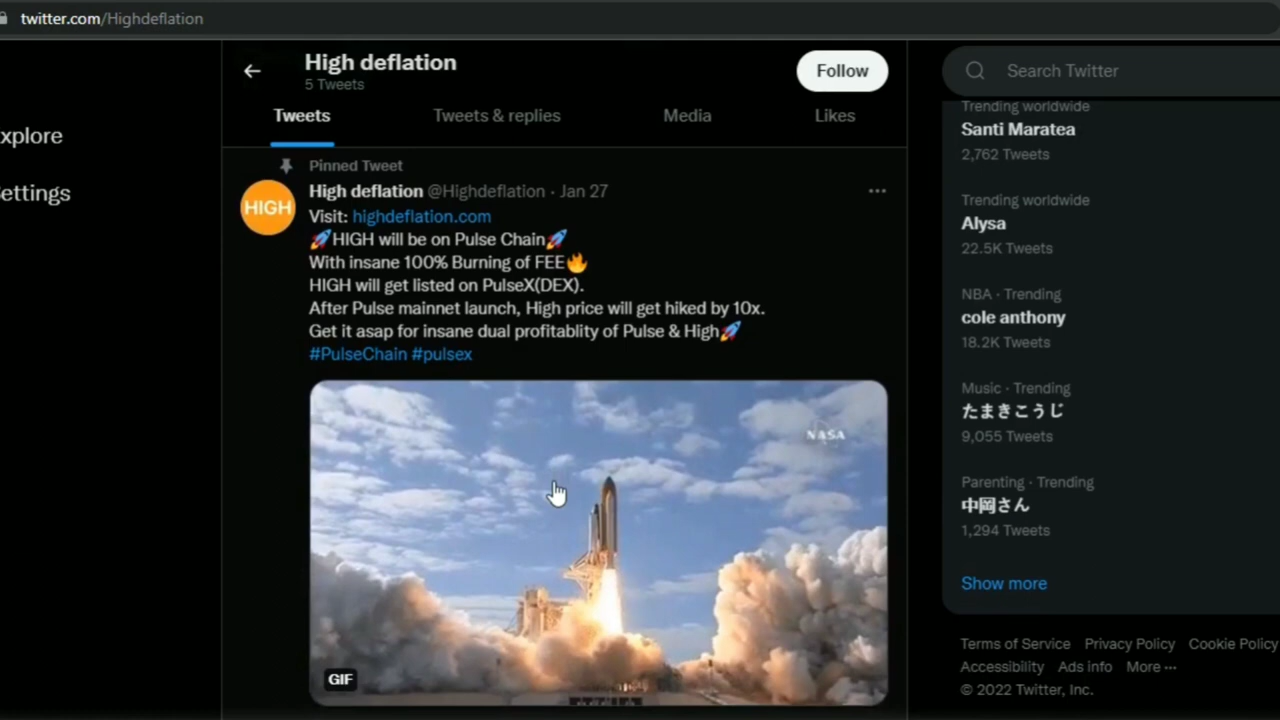 twitter.com/Highdeflation
xplore
ettings
High deflation
5 Tweets
Follow
Tweets
Tweets & replies
Media
Likes
Pinned Tweet
HIGH
High deflation @Highdeflation · Jan 27
Visit: highdeflation.com
🚀HIGH will be on Pulse Chain🚀
With insane 100% Burning of FEE🔥
HIGH will get listed on PulseX(DEX).
After Pulse mainnet launch, High price will get hiked by 10x.
Get it asap for insane dual profitablity of Pulse & High🚀
#PulseChain #pulsex
NASA
GIF
Search Twitter
Trending worldwide
Santi Maratea
2,762 Tweets
Trending worldwide
Alysa
22.5K Tweets
NBA · Trending
cole anthony
18.2K Tweets
Music · Trending
たまきこうじ
9,055 Tweets
Parenting · Trending
中岡さん
1,294 Tweets
Show more
Terms of Service Privacy Policy Cookie Policy
Accessibility Ads info More ···
© 2022 Twitter, Inc.